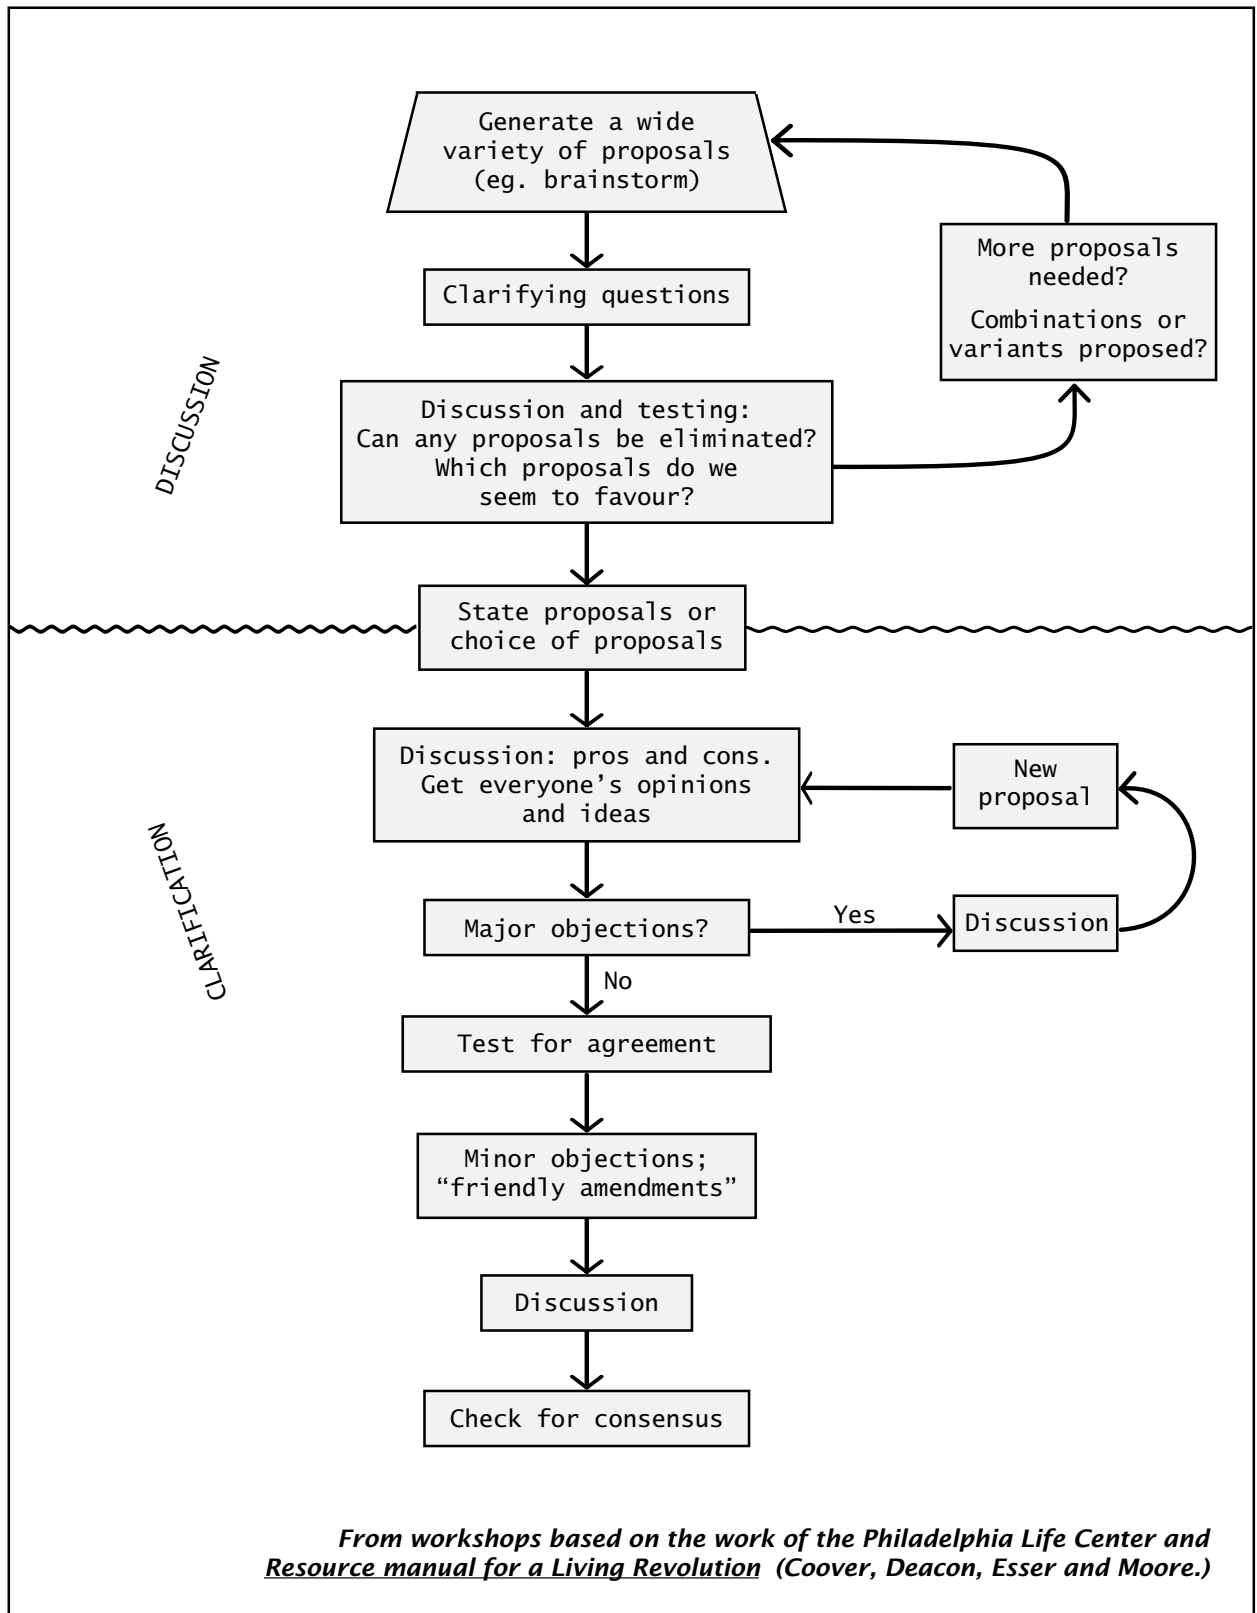 Generate a wide
variety of proposals
(eg. brainstorm)
More proposals
needed?
Combinations or
variants proposed?
Clarifying questions
DISCUSSION
Discussion and testing:
Can any proposals be eliminated?
Which proposals do we
seem to favour?
State proposals or
choice of proposals
Discussion: pros and cons.
Get everyone’s opinions
and ideas
New
proposal
CLARIFICATION
Major objections?
Yes
Discussion
No
Test for agreement
Minor objections;
“friendly amendments”
Discussion
Check for consensus
From workshops based on the work of the Philadelphia Life Center and
Resource manual for a Living Revolution (Coover, Deacon, Esser and Moore.)